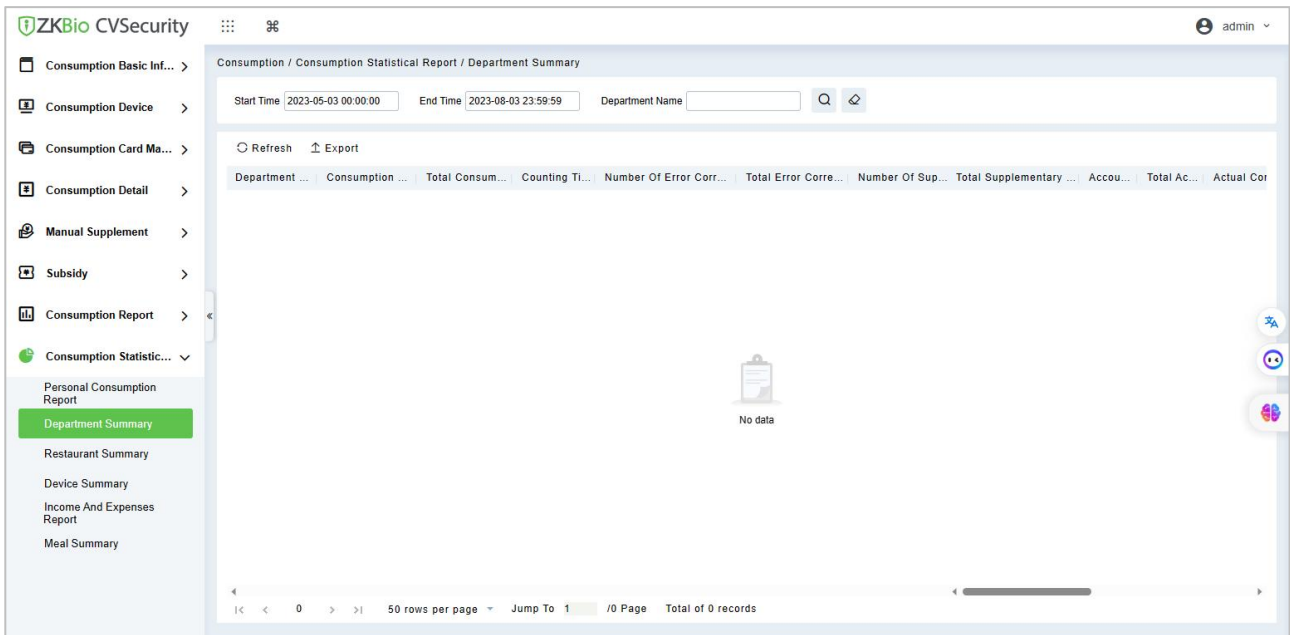 ZKBio CVSecurity
admin
Consumption Basic Inf...
Consumption Device
Consumption Card Ma...
Consumption Detail
Manual Supplement
Subsidy
Consumption Report
Consumption Statistic...
Personal Consumption
Report
Department Summary
Restaurant Summary
Device Summary
Income And Expenses
Report
Meal Summary
Consumption / Consumption Statistical Report / Department Summary
Start Time 2023-05-03 00:00:00 End Time 2023-08-03 23:59:59 Department Name
Refresh Export
Department ... Consumption ... Total Consum... Counting Ti... Number Of Error Corr... Total Error Corre... Number Of Sup... Total Supplementary ... Accou... Total Ac... Actual Cor
No data
0 50 rows per page Jump To 1 /0 Page Total of 0 records